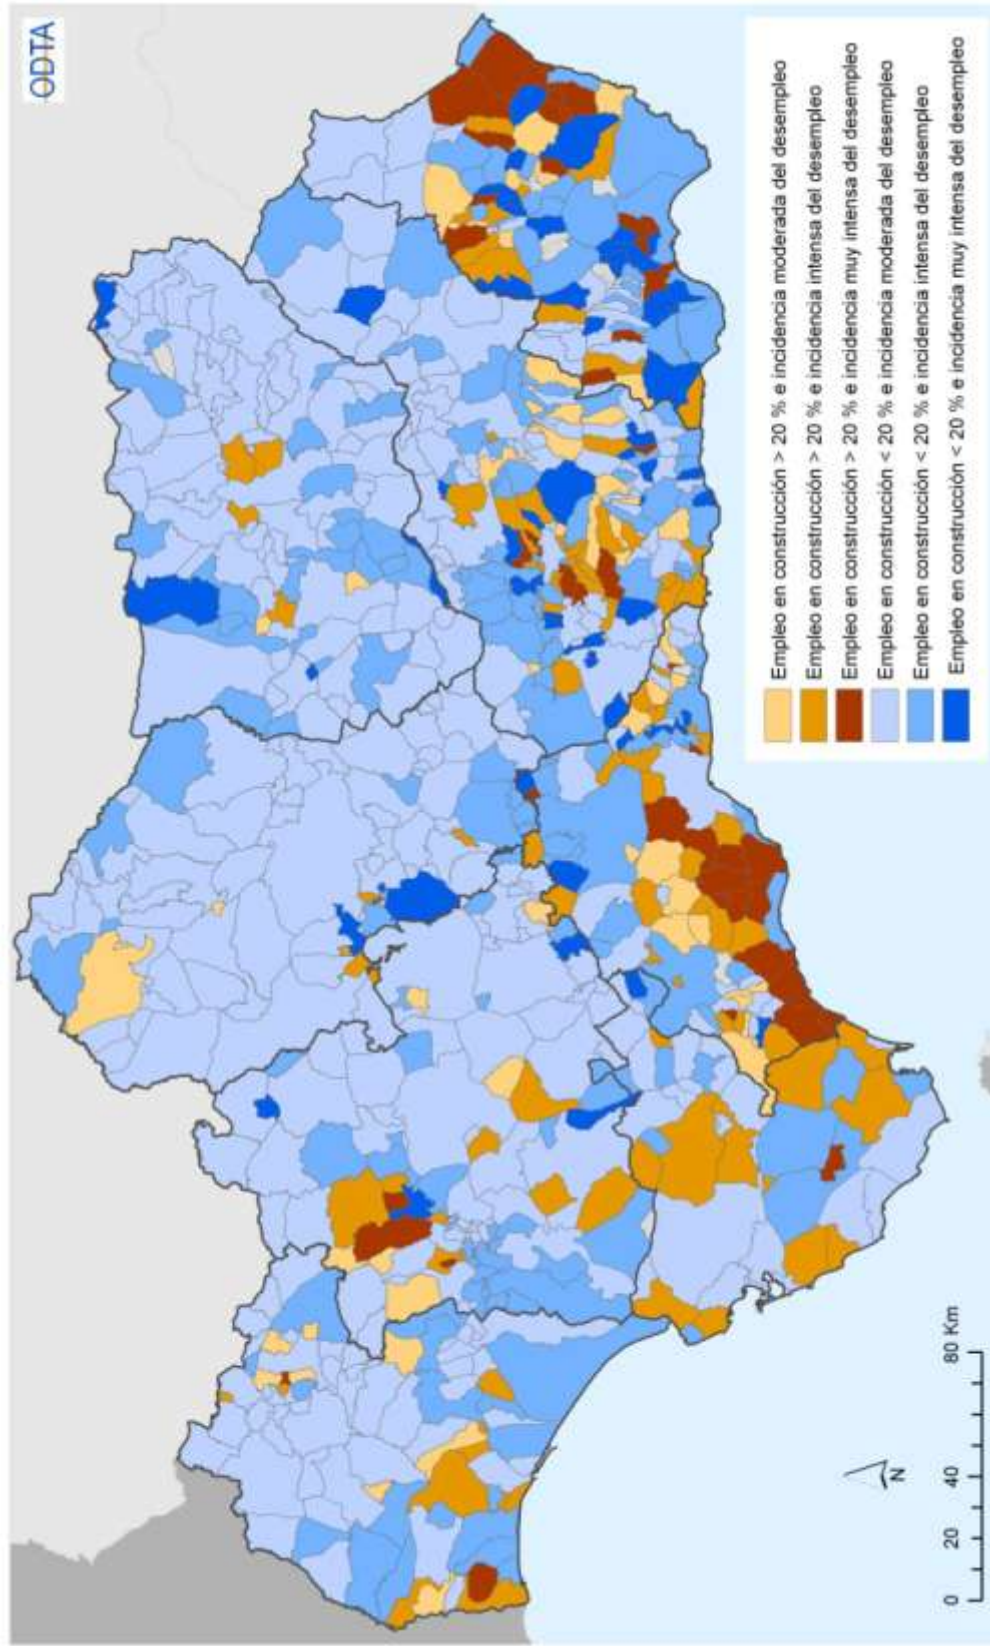 ODTA
Empleo en construcción > 20 % e incidencia moderada del desempleo
Empleo en construcción > 20 % e incidencia intensa del desempleo
Empleo en construcción > 20 % e incidencia muy intensa del desempleo
Empleo en construcción < 20 % e incidencia moderada del desempleo
Empleo en construcción < 20 % e incidencia intensa del desempleo
Empleo en construcción < 20 % e incidencia muy intensa del desempleo
N
0 20 40 80 Km